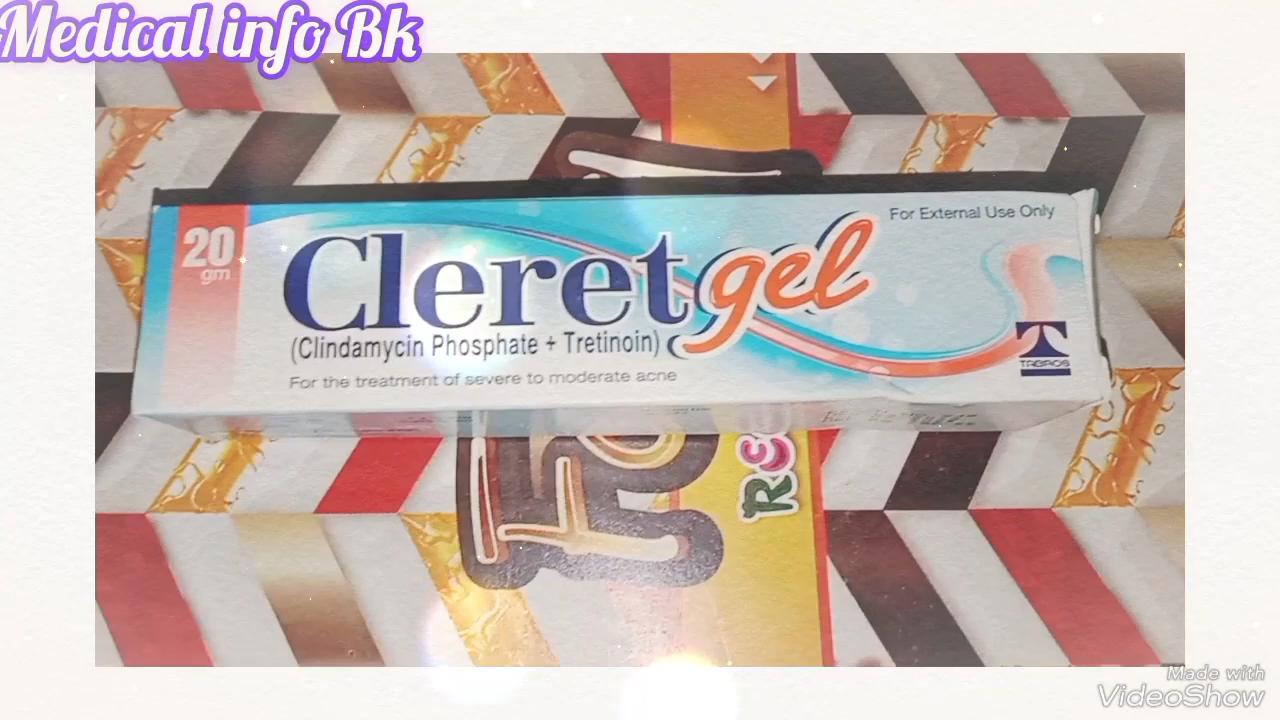 Medical info Bk
For External Use Only
20
gm
Cleret gel
(Clindamycin Phosphate + Tretinoin)
For the treatment of severe to moderate acne
TABROS
Made with
VideoShow